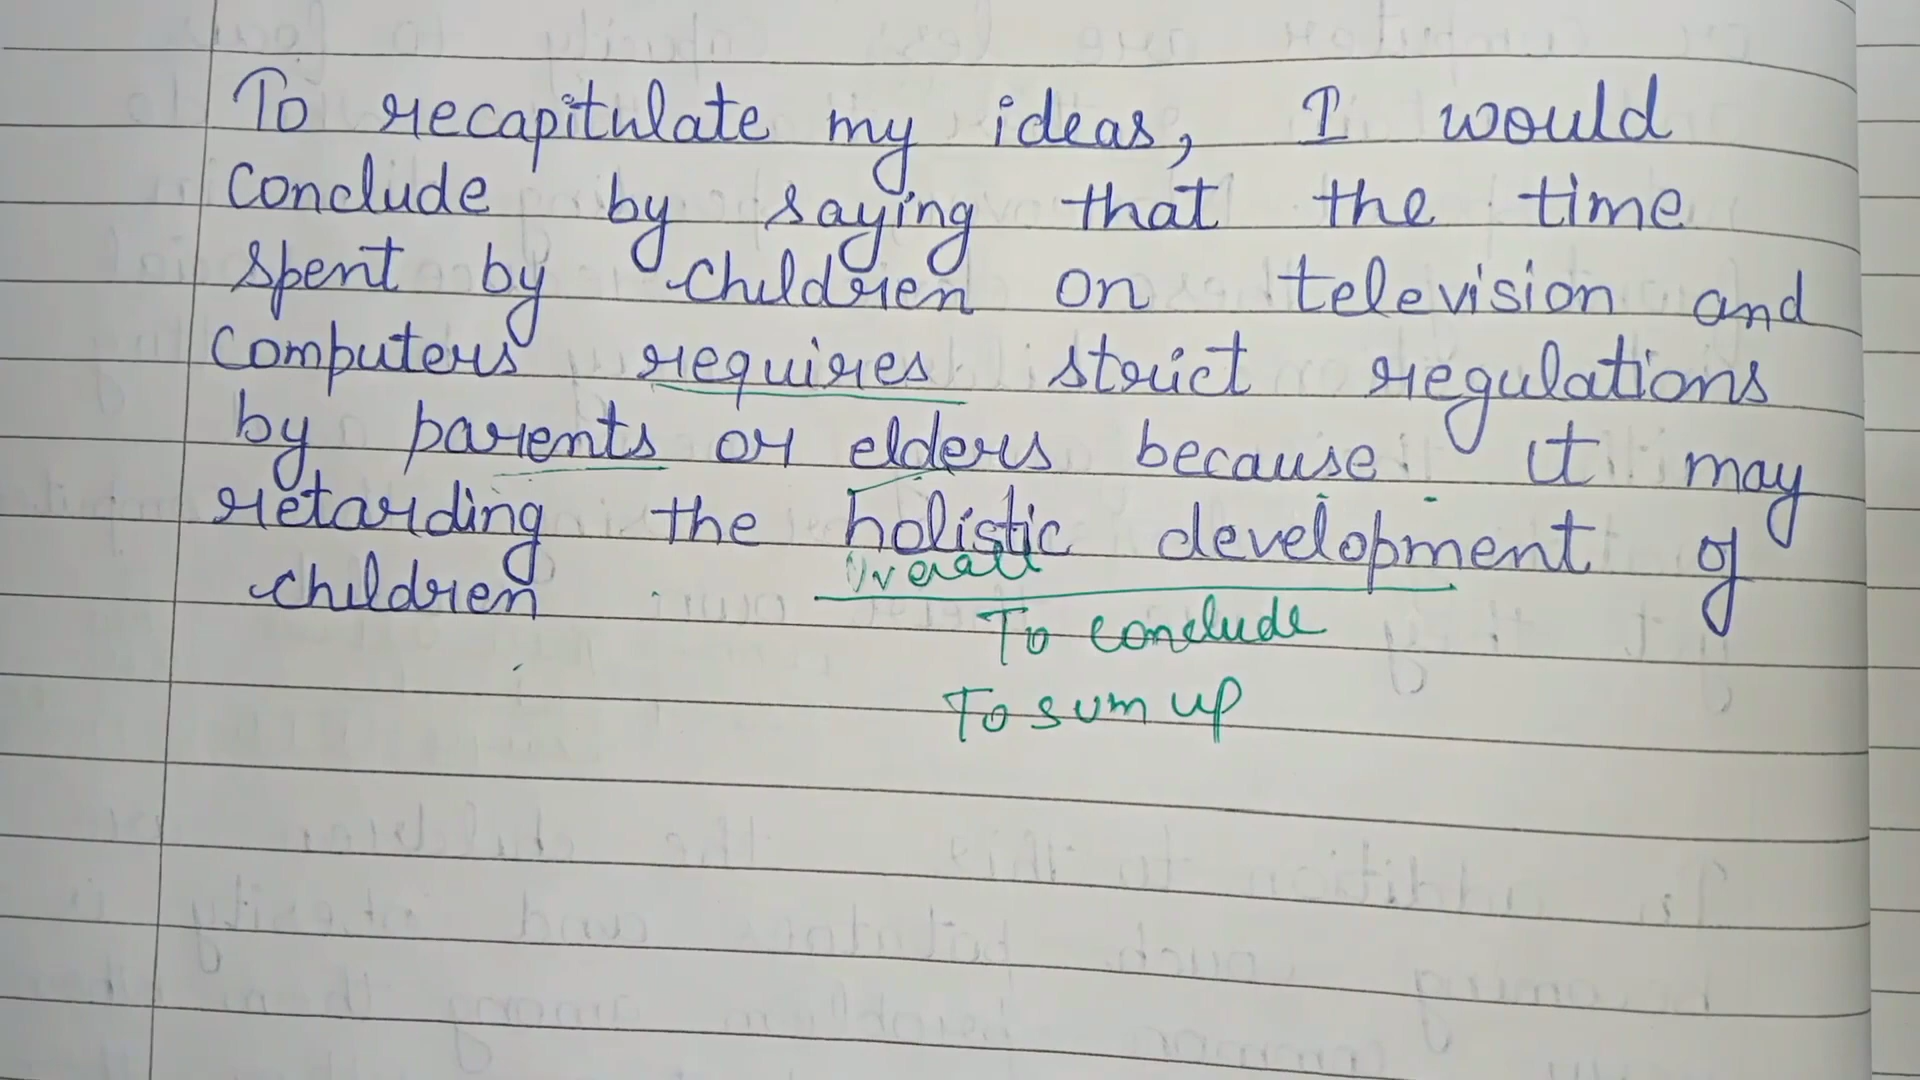 To recapitulate my ideas, I would
conclude by saying that the time
spent by children on television and
computers requires strict regulations
by parents or elders because it may
retarding the holistic development of
overall
children
To conclude
To sum up